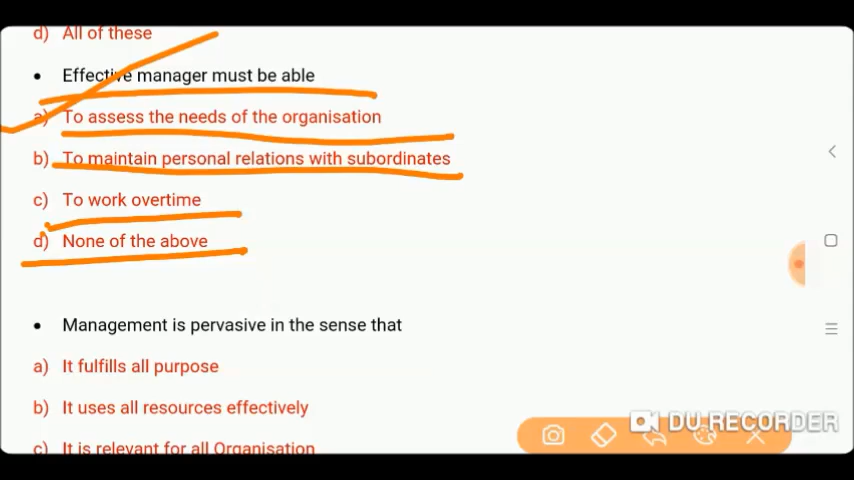 d) All of these
• Effective manager must be able
a) To assess the needs of the organisation
b) To maintain personal relations with subordinates
c) To work overtime
d) None of the above
• Management is pervasive in the sense that
a) It fulfills all purpose
b) It uses all resources effectively
c) It is relevant for all Organisation
DU RECORDER